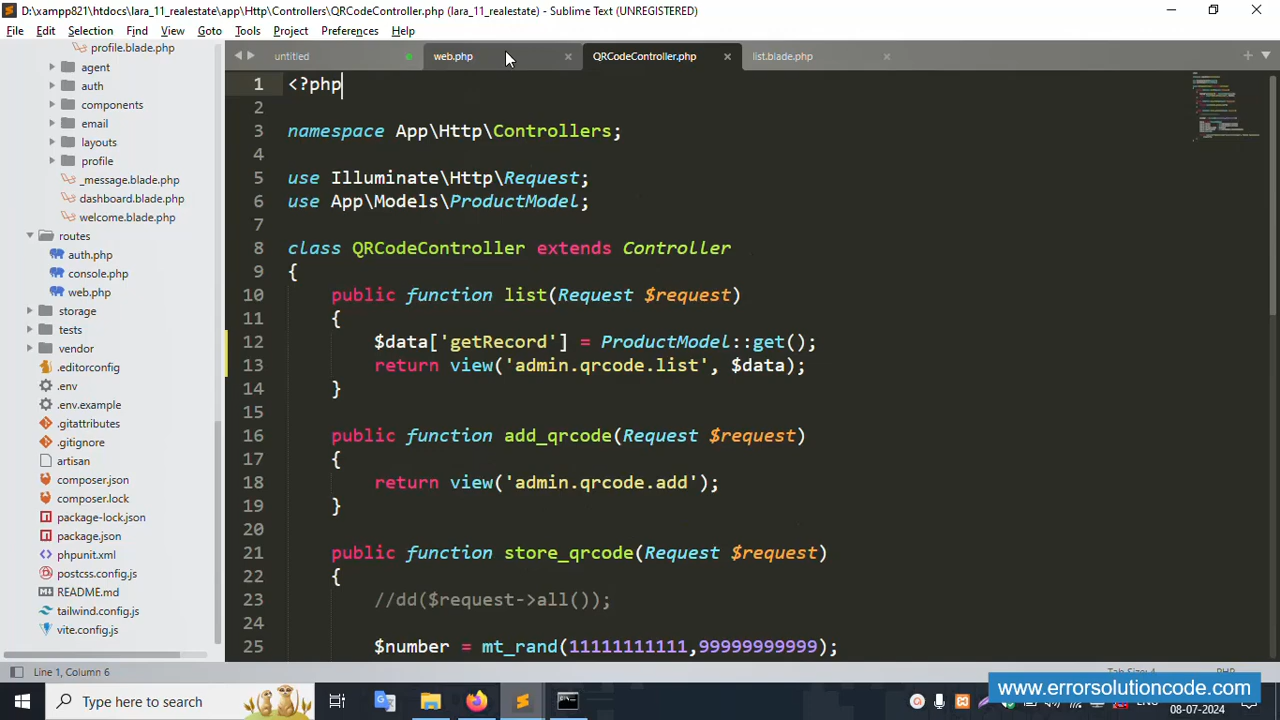 D:\xampp821\htdocs\lara_11_realestate\app\Http\Controllers\QRCodeController.php (lara_11_realestate) - Sublime Text (UNREGISTERED)
File Edit Selection Find View Goto Tools Project Preferences Help
profile.blade.php
agent
auth
components
email
layouts
profile
_message.blade.php
dashboard.blade.php
welcome.blade.php
routes
auth.php
console.php
web.php
storage
tests
vendor
.editorconfig
.env
.env.example
.gitattributes
.gitignore
artisan
composer.json
composer.lock
package-lock.json
package.json
phpunit.xml
postcss.config.js
README.md
tailwind.config.js
vite.config.js
untitled web.php QRCodeController.php list.blade.php
1 <?php
2
3 namespace App\Http\Controllers;
4
5 use Illuminate\Http\Request;
6 use App\Models\ProductModel;
7
8 class QRCodeController extends Controller
9 {
10 public function list(Request $request)
11 {
12 $data['getRecord'] = ProductModel::get();
13 return view('admin.qrcode.list', $data);
14 }
15
16 public function add_qrcode(Request $request)
17 {
18 return view('admin.qrcode.add');
19 }
20
21 public function store_qrcode(Request $request)
22 {
23 //dd($request->all());
24
25 $number = mt_rand(11111111111,99999999999);
Line 1, Column 6
Type here to search
www.errorsolutioncode.com
08-07-2024